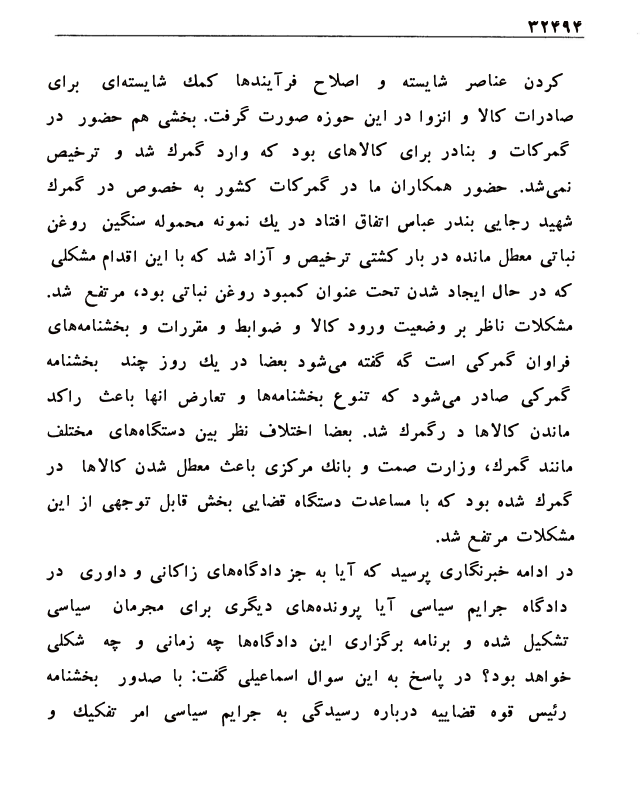 ۳۲۴۹۴
کردن عناصر شایسته و اصلاح فرآیندها کمك شایسته‌ای برای
صادرات کالا و انزوا در این حوزه صورت گرفت. بخشی هم حضور در
گمرکات و بنادر برای کالاهای بود که وارد گمرك شد و ترخیص
نمی‌شد. حضور همکاران ما در گمرکات کشور به خصوص در گمرك
شهید رجایی بندر عباس اتفاق افتاد در یك نمونه محموله سنگین روغن
نباتی معطل مانده در بار کشتی ترخیص و آزاد شد که با این اقدام مشکلی
که در حال ایجاد شدن تحت عنوان کمبود روغن نباتی بود، مرتفع شد.
مشکلات ناظر بر وضعیت ورود کالا و ضوابط و مقررات و بخشنامه‌های
فراوان گمرکی است گه گفته می‌شود بعضا در یك روز چند بخشنامه
گمرکی صادر می‌شود که تنوع بخشنامه‌ها و تعارض انها باعث راکد
ماندن کالاها د رگمرك شد. بعضا اختلاف نظر بین دستگاه‌های مختلف
مانند گمرك، وزارت صمت و بانك مرکزی باعث معطل شدن کالاها در
گمرك شده بود که با مساعدت دستگاه قضایی بخش قابل توجهی از این
مشکلات مرتفع شد.
در ادامه خبرنگاری پرسید که آیا به جز دادگاه‌های زاکانی و داوری در
دادگاه جرایم سیاسی آیا پرونده‌های دیگری برای مجرمان سیاسی
تشکیل شده و برنامه برگزاری این دادگاه‌ها چه زمانی و چه شکلی
خواهد بود؟ در پاسخ به این سوال اسماعیلی گفت: با صدور بخشنامه
رئیس قوه قضاییه درباره رسیدگی به جرایم سیاسی امر تفکیك و